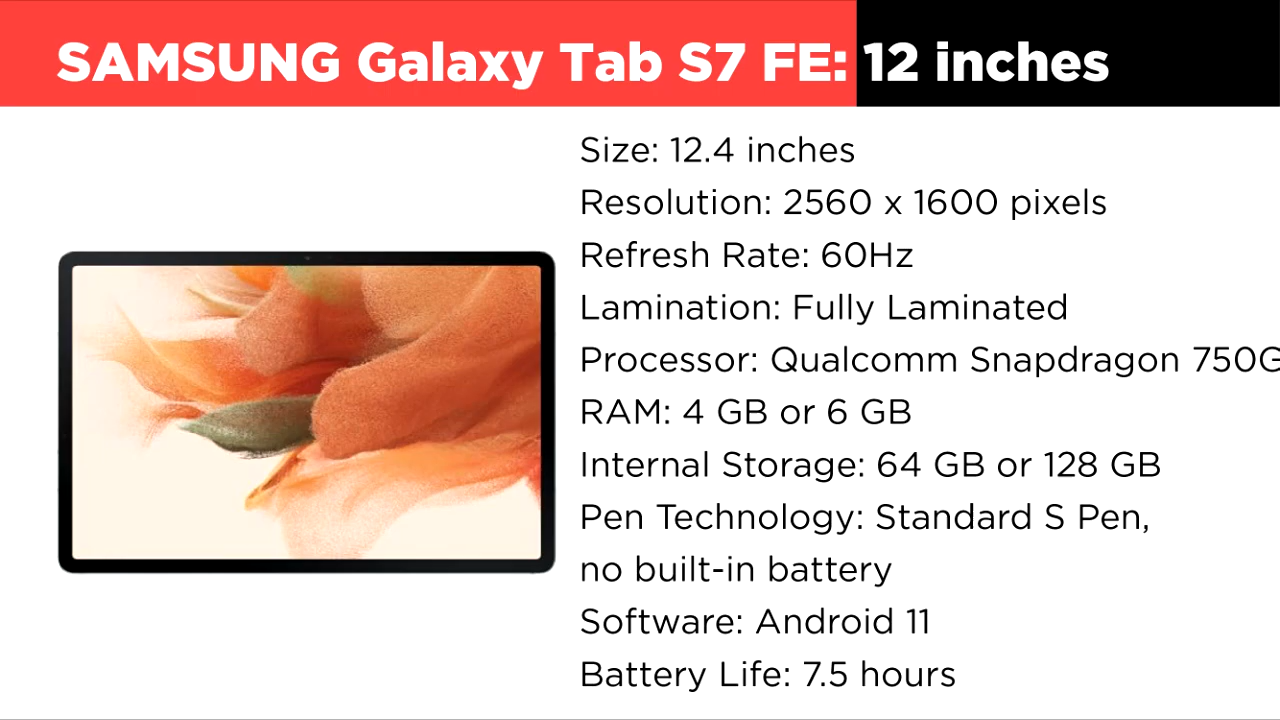 SAMSUNG Galaxy Tab S7 FE: 12 inches
Size: 12.4 inches
Resolution: 2560 x 1600 pixels
Refresh Rate: 60Hz
Lamination: Fully Laminated
Processor: Qualcomm Snapdragon 750G
RAM: 4 GB or 6 GB
Internal Storage: 64 GB or 128 GB
Pen Technology: Standard S Pen,
no built-in battery
Software: Android 11
Battery Life: 7.5 hours